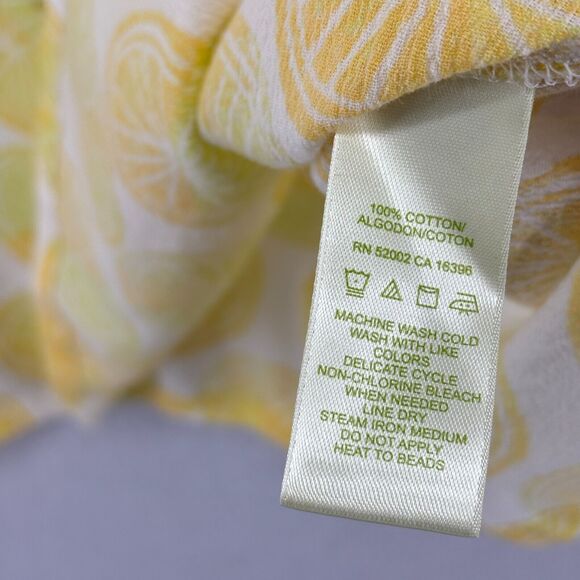 100% COTTON/
ALGODON/COTON
RN 52002 CA 16396
MACHINE WASH COLD
WASH WITH LIKE
COLORS
DELICATE CYCLE
NON-CHLORINE BLEACH
WHEN NEEDED
LINE DRY
STEAM IRON MEDIUM
DO NOT APPLY
HEAT TO BEADS